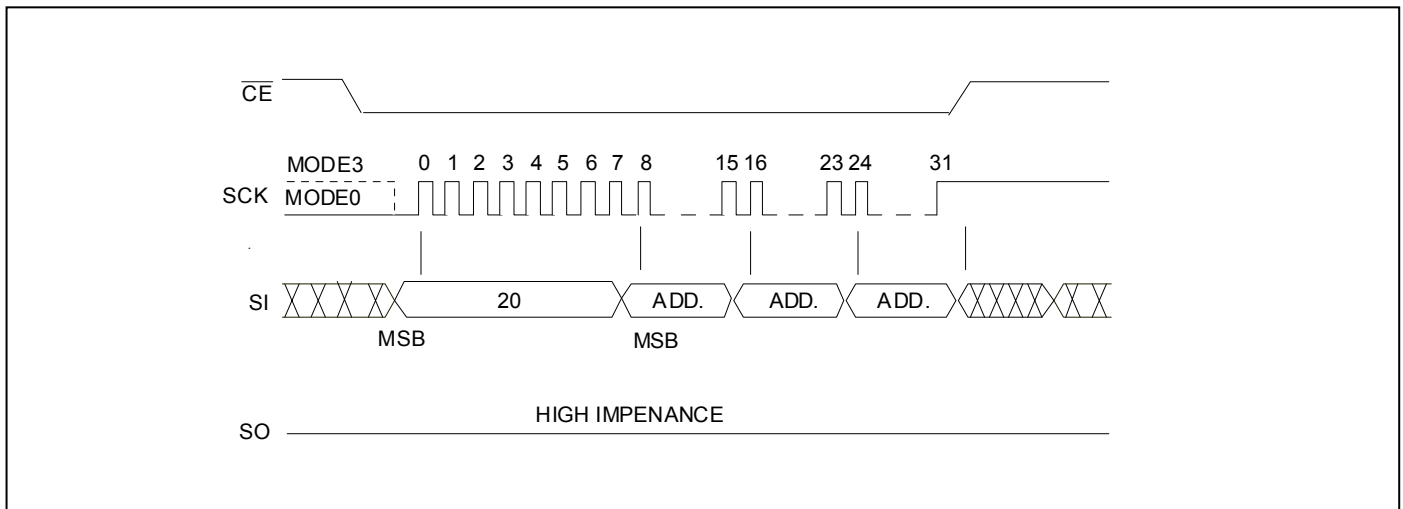 CE
MODE3 0 1 2 3 4 5 6 7 8 15 16 23 24 31
SCK MODE0
SI 20 ADD. ADD. ADD.
MSB MSB
HIGH IMPENANCE
SO